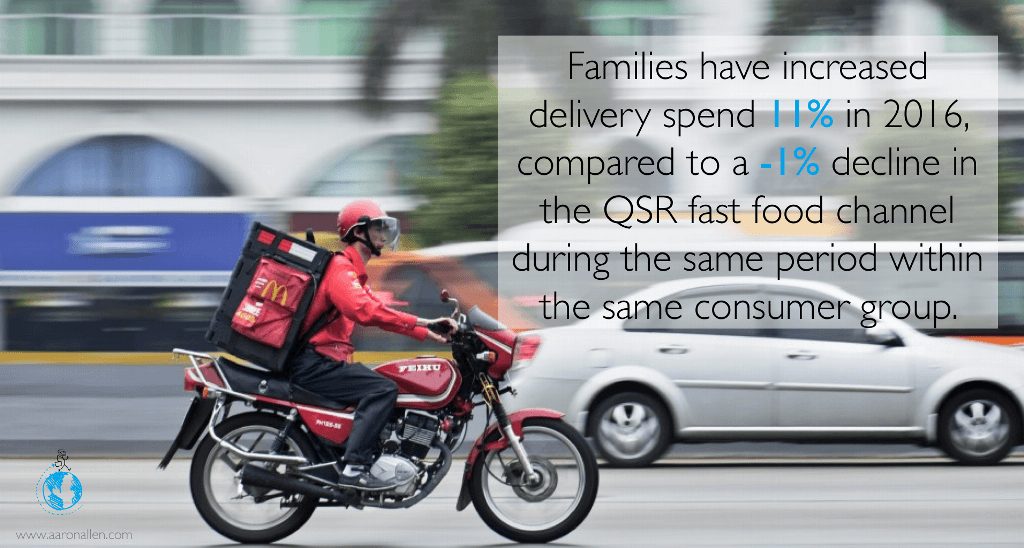 Families have increased
delivery spend 11% in 2016,
compared to a -1% decline in
the QSR fast food channel
during the same period within
the same consumer group.
FEIHU
www.aaronallen.com